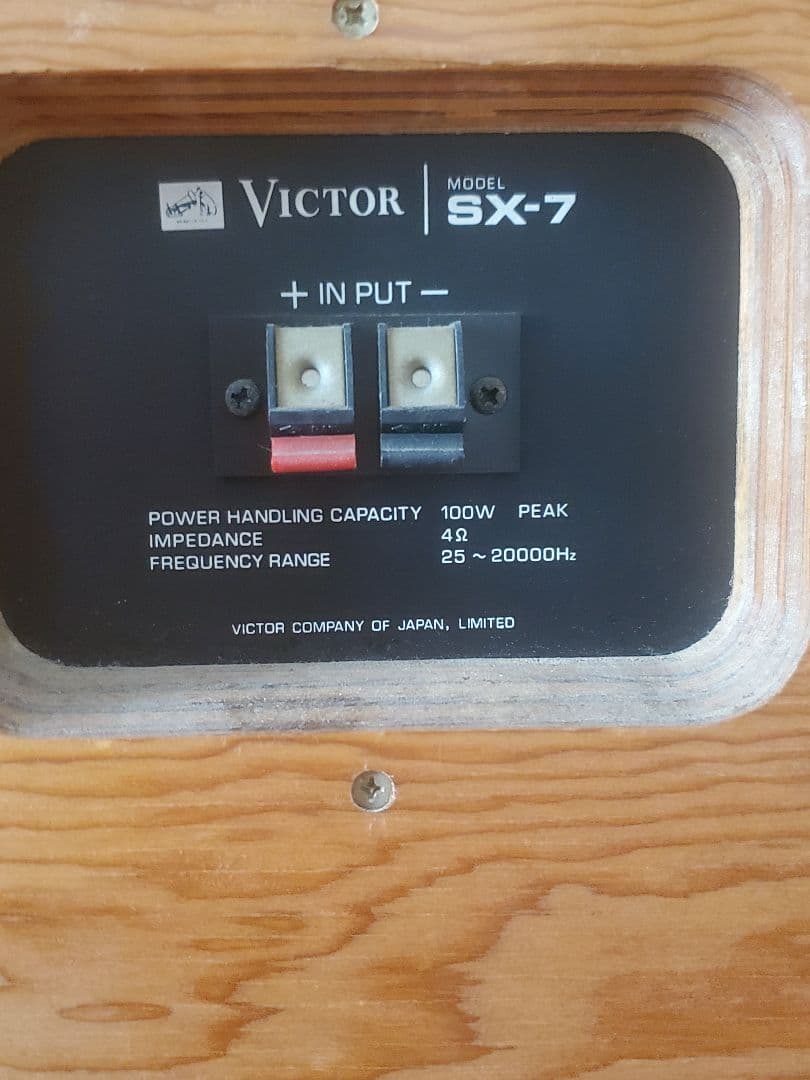 VICTOR
MODEL
SX-7
+ IN PUT −
POWER HANDLING CAPACITY 100W PEAK
IMPEDANCE 4Ω
FREQUENCY RANGE 25 ~ 20000Hz
VICTOR COMPANY OF JAPAN, LIMITED